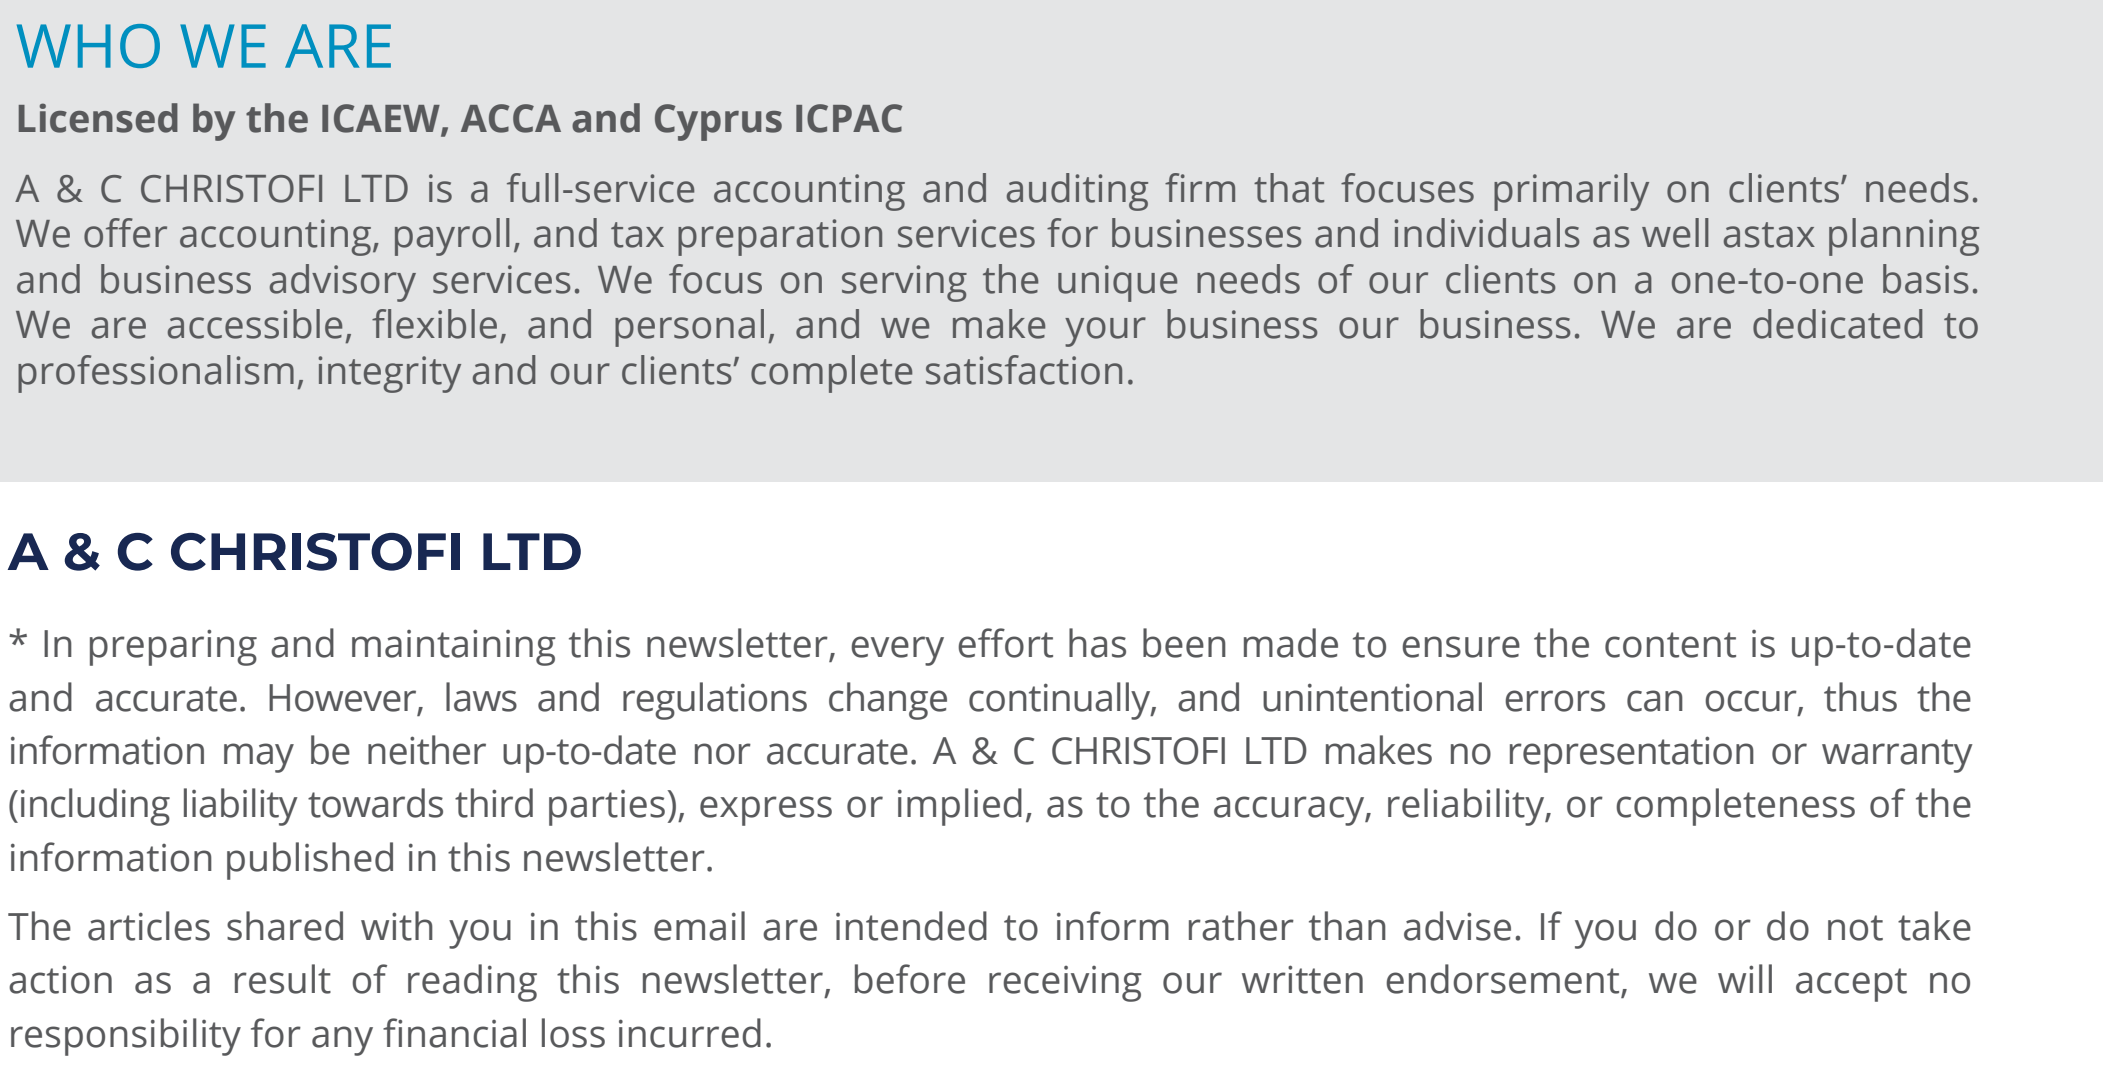 WHO WE ARE
Licensed by the ICAEW, ACCA and Cyprus ICPAC
A & C CHRISTOFI LTD is a full-service accounting and auditing firm that focuses primarily on clients’ needs.
We offer accounting, payroll, and tax preparation services for businesses and individuals as well astax planning
and business advisory services. We focus on serving the unique needs of our clients on a one-to-one basis.
We are accessible, flexible, and personal, and we make your business our business. We are dedicated to
professionalism, integrity and our clients’ complete satisfaction.
A & C CHRISTOFI LTD
* In preparing and maintaining this newsletter, every effort has been made to ensure the content is up-to-date
and accurate. However, laws and regulations change continually, and unintentional errors can occur, thus the
information may be neither up-to-date nor accurate. A & C CHRISTOFI LTD makes no representation or warranty
(including liability towards third parties), express or implied, as to the accuracy, reliability, or completeness of the
information published in this newsletter.
The articles shared with you in this email are intended to inform rather than advise. If you do or do not take
action as a result of reading this newsletter, before receiving our written endorsement, we will accept no
responsibility for any financial loss incurred.